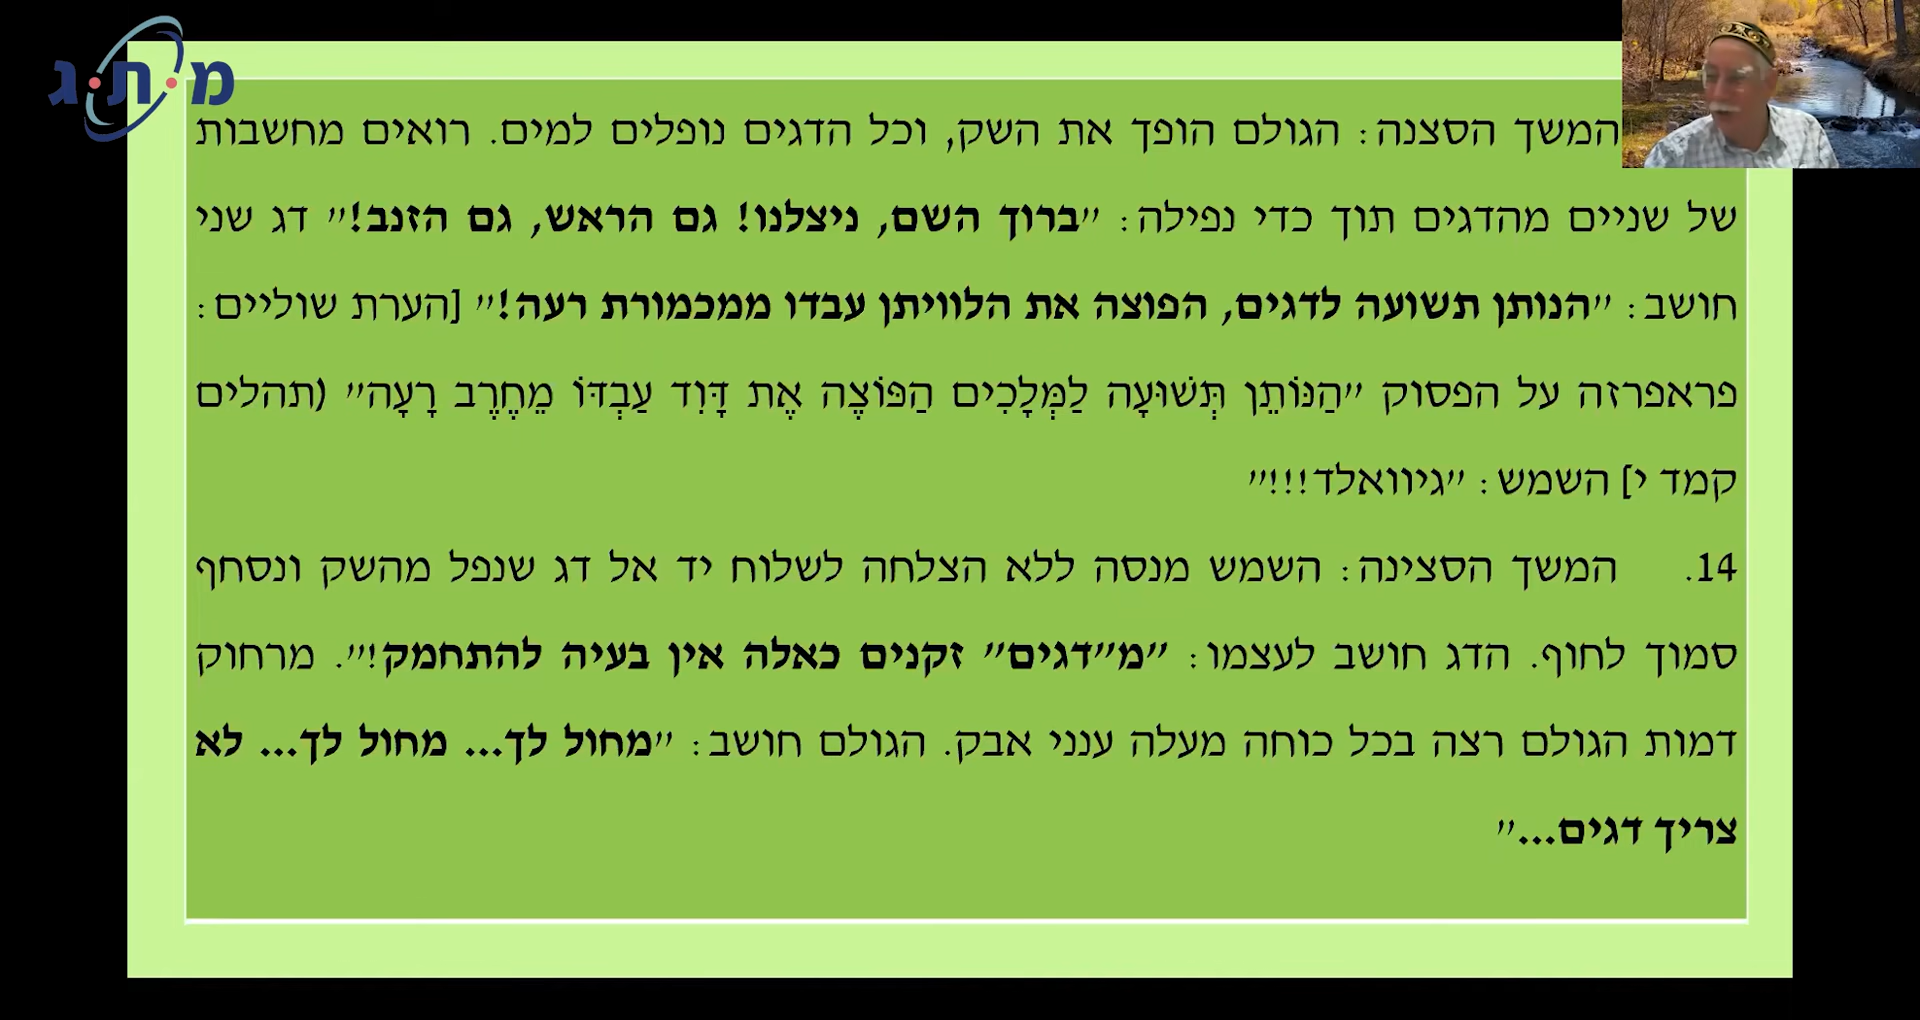 מ.ת.ג
המשך הסצנה: הגולם הופך את השק, וכל הדגים נופלים למים. רואים מחשבות
של שניים מהדגים תוך כדי נפילה: "ברוך השם, ניצלנו! גם הראש, גם הזנב!" דג שני
חושב: "הנותן תשועה לדגים, הפוצה את הלוויתן עבדו ממכמורת רעה!" [הערת שוליים:
פראפרזה על הפסוק "הַנּוֹתֵן תְּשׁוּעָה לַמְּלָכִים הַפּוֹצֶה אֶת דָּוִד עַבְדּוֹ מֵחֶרֶב רָעָה" (תהלים
קמד י] השמש: "גיוואלד!!!"
14. המשך הסצינה: השמש מנסה ללא הצלחה לשלוח יד אל דג שנפל מהשק ונסחף
סמוך לחוף. הדג חושב לעצמו: "מ"דגים" זקנים כאלה אין בעיה להתחמק!". מרחוק
דמות הגולם רצה בכל כוחה מעלה ענני אבק. הגולם חושב: "מחול לך... מחול לך... לא
צריך דגים..."